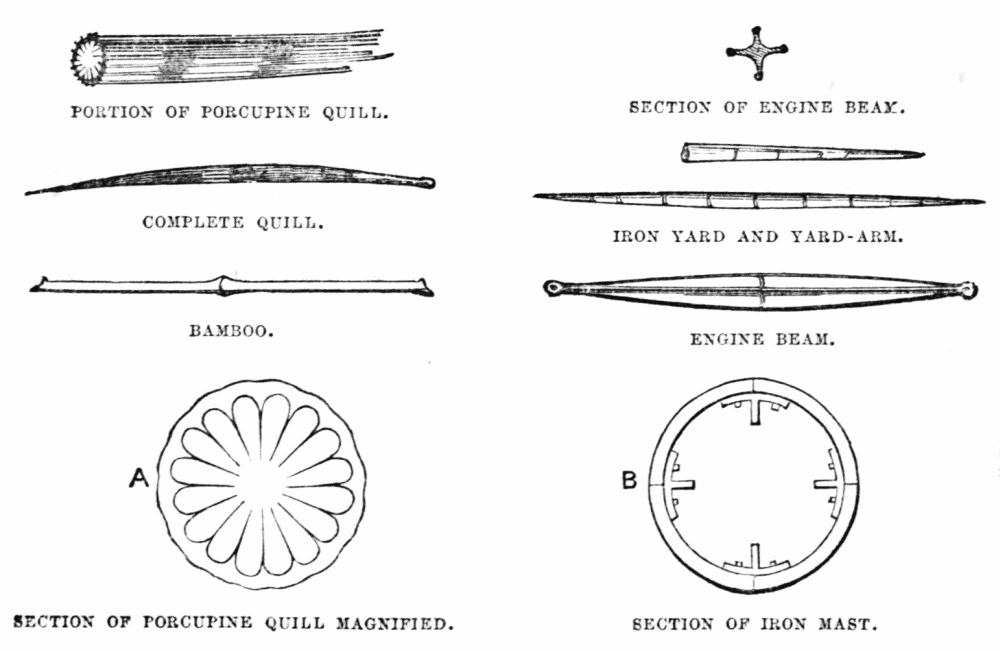 PORTION OF PORCUPINE QUILL.
SECTION OF ENGINE BEAM.
COMPLETE QUILL.
IRON YARD AND YARD-ARM.
BAMBOO.
ENGINE BEAM.
A
B
SECTION OF PORCUPINE QUILL MAGNIFIED.
SECTION OF IRON MAST.